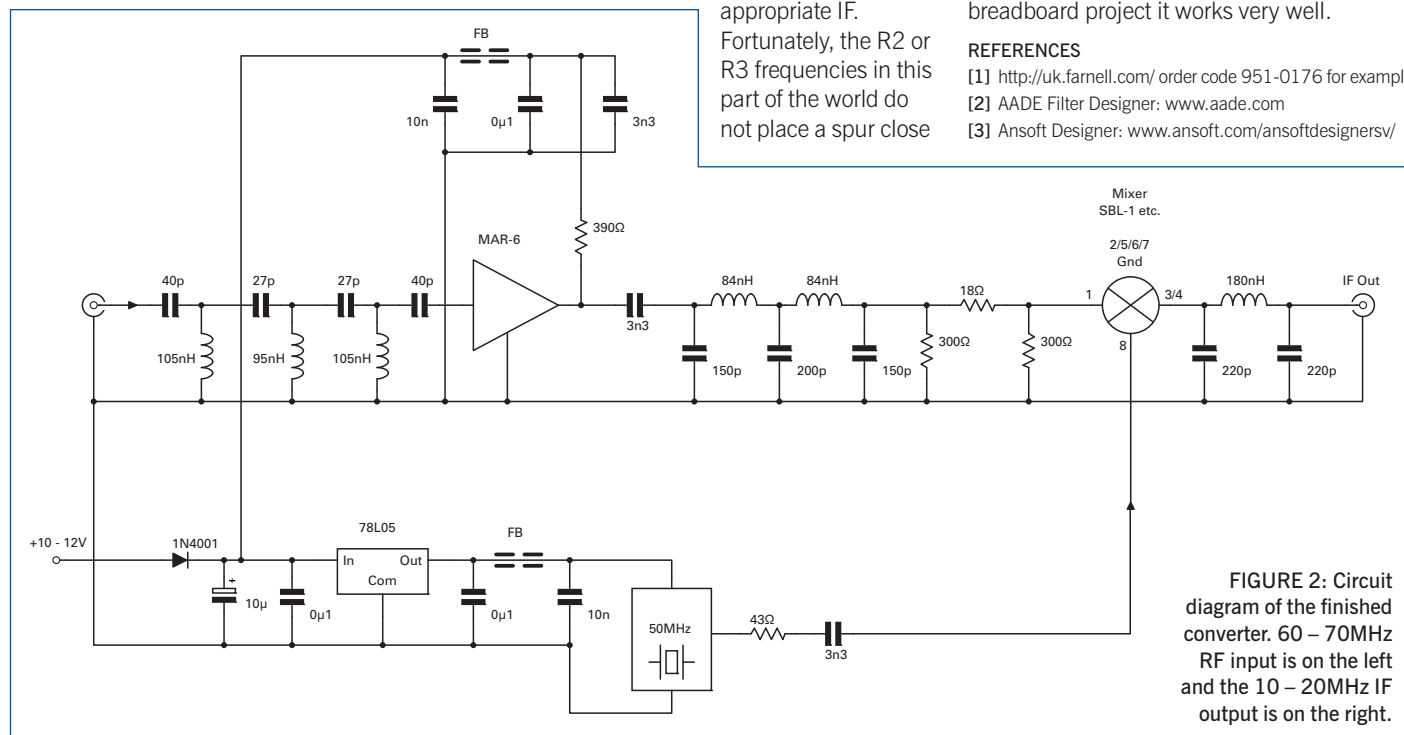 appropriate IF.
Fortunately, the R2 or
R3 frequencies in this
part of the world do
not place a spur close
breadboard project it works very well.
REFERENCES
[1] http://uk.farnell.com/ order code 951-0176 for exampl
[2] AADE Filter Designer: www.aade.com
[3] Ansoft Designer: www.ansoft.com/ansoftdesignersv/
FB
10n
0µ1
3n3
390Ω
MAR-6
Mixer
SBL-1 etc.
2/5/6/7
Gnd
40p
27p
27p
40p
3n3
84nH
84nH
18Ω
1
3/4
8
180nH
IF Out
105nH
95nH
105nH
150p
200p
150p
300Ω
300Ω
220p
220p
+10 - 12V
1N4001
+
10µ
0µ1
78L05
In
Out
Com
FB
0µ1
10n
50MHz
43Ω
3n3
FIGURE 2: Circuit
diagram of the finished
converter. 60 – 70MHz
RF input is on the left
and the 10 – 20MHz IF
output is on the right.